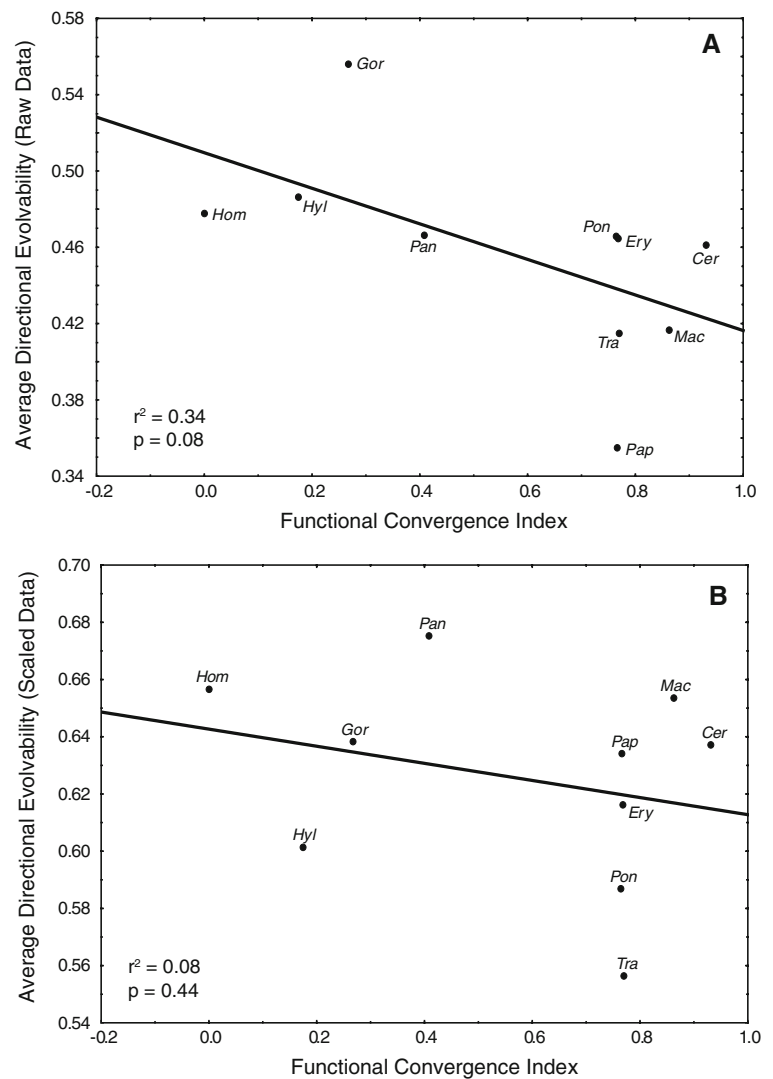 A
Average Directional Evolvability (Raw Data)
0.58
0.54
0.50
0.46
0.42
0.38
0.34
Gor
Hom
Hyl
Pan
Pon
Ery
Cer
Tra
Mac
Pap
r² = 0.34
p = 0.08
-0.2 0.0 0.2 0.4 0.6 0.8 1.0
Functional Convergence Index
B
Average Directional Evolvability (Scaled Data)
0.70
0.68
0.66
0.64
0.62
0.60
0.58
0.56
0.54
Pan
Hom
Mac
Gor
Pap
Cer
Ery
Hyl
Pon
Tra
r² = 0.08
p = 0.44
-0.2 0.0 0.2 0.4 0.6 0.8 1.0
Functional Convergence Index